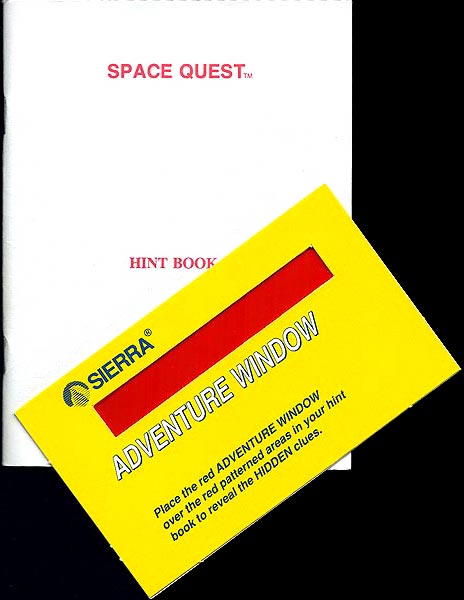 SPACE QUEST™
HINT BOOK
SIERRA®
ADVENTURE WINDOW
Place the red ADVENTURE WINDOW
over the red patterned areas in your hint
book to reveal the HIDDEN clues.